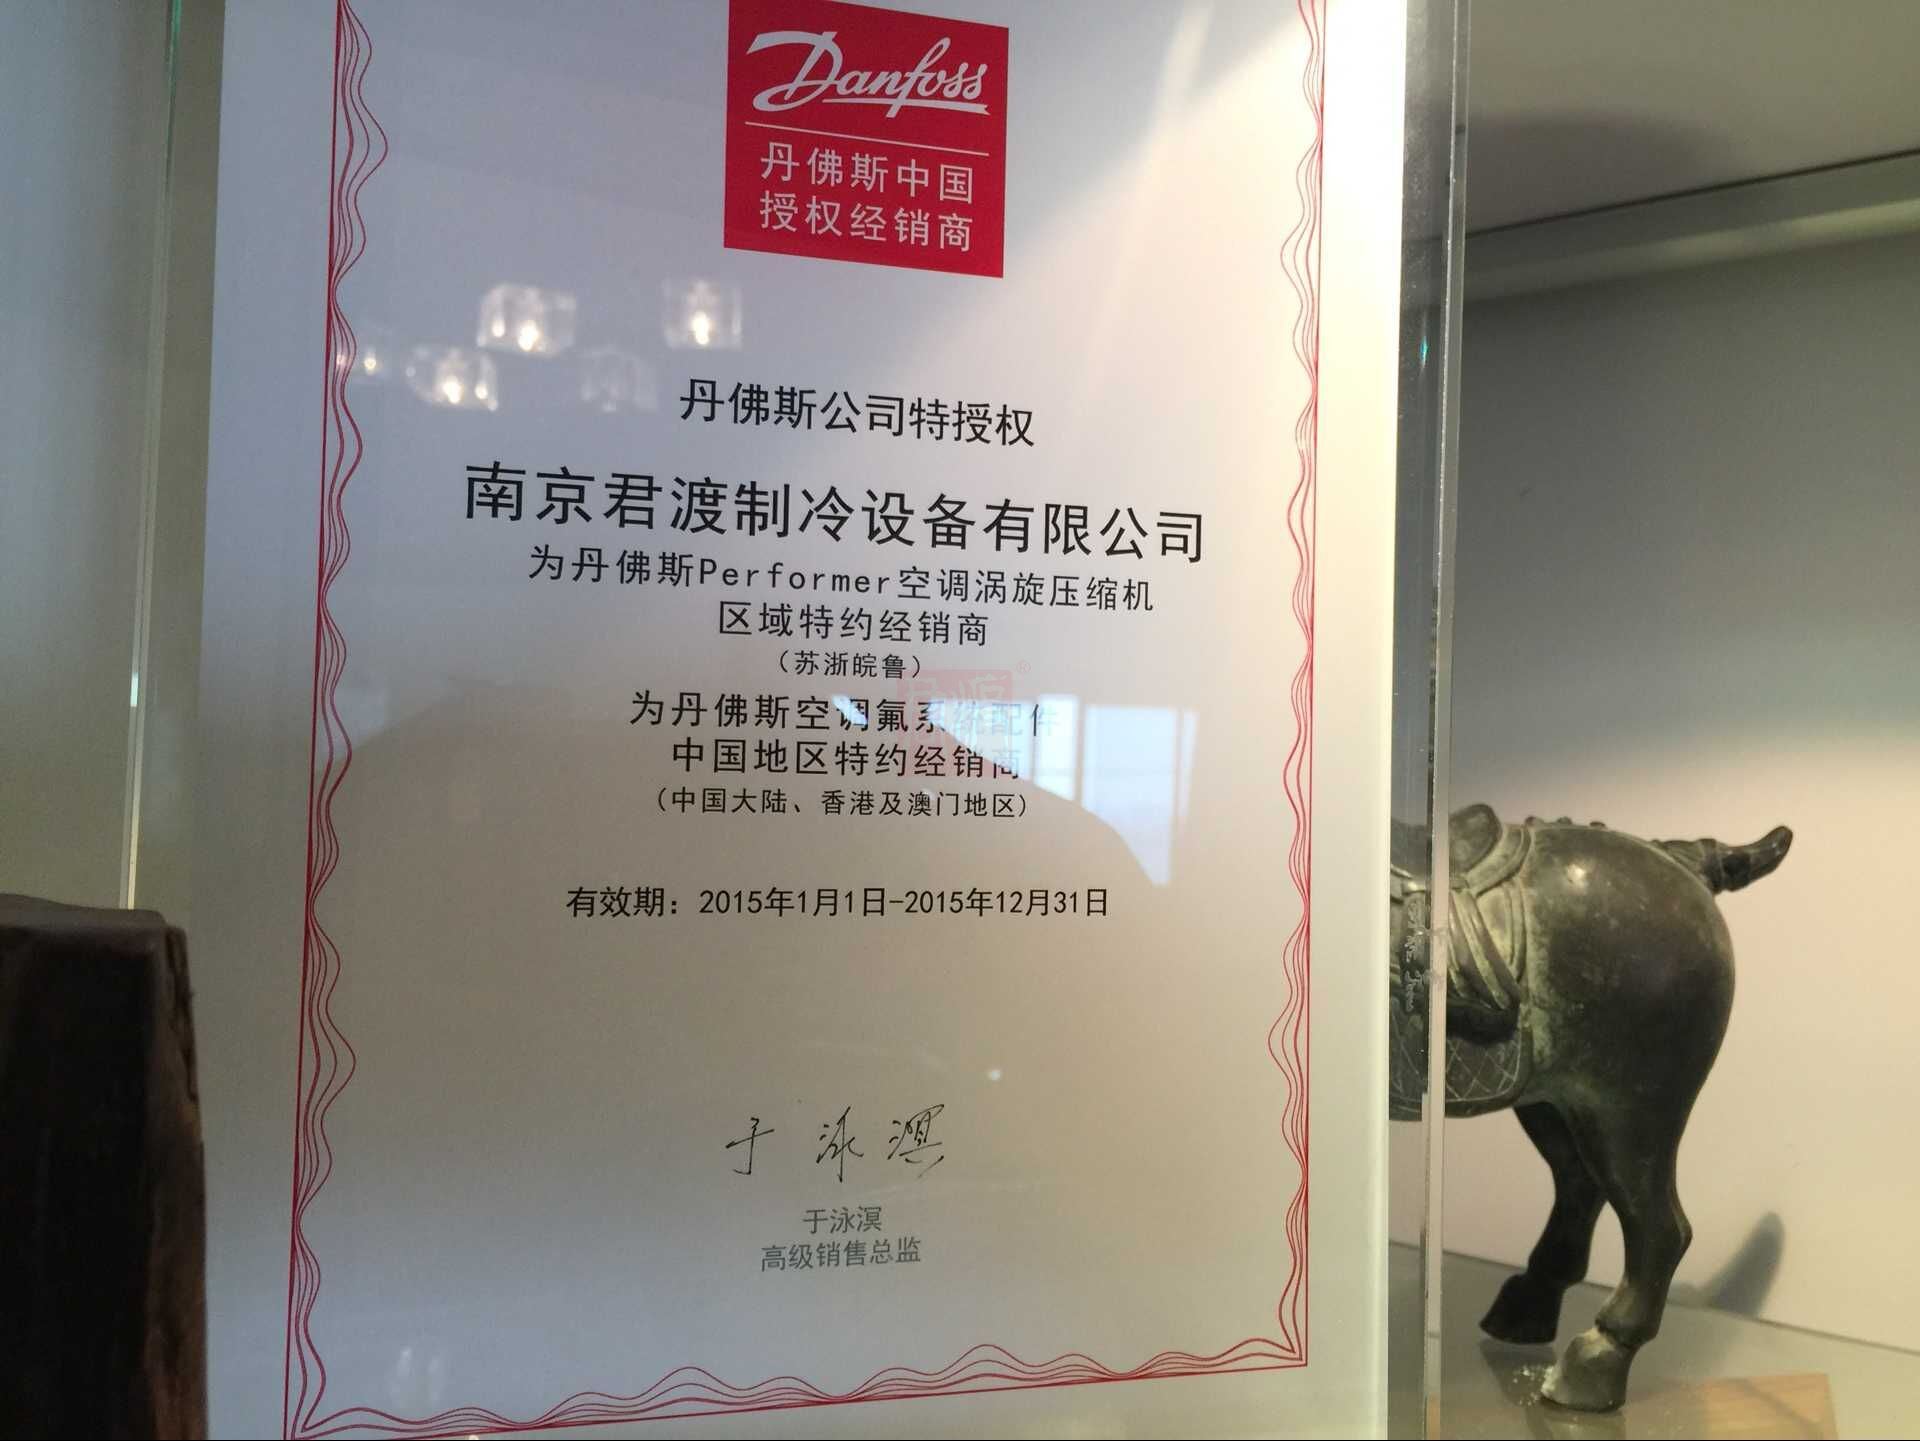 Danfoss
丹佛斯中国
授权经销商
丹佛斯公司特授权
南京君渡制冷设备有限公司
为丹佛斯Performer空调涡旋压缩机
区域特约经销商
（苏浙皖鲁）
为丹佛斯空调氟系统配件
中国地区特约经销商
（中国大陆、香港及澳门地区）
有效期：2015年1月1日-2015年12月31日
于泳溟
于泳溟
高级销售总监
君渡®